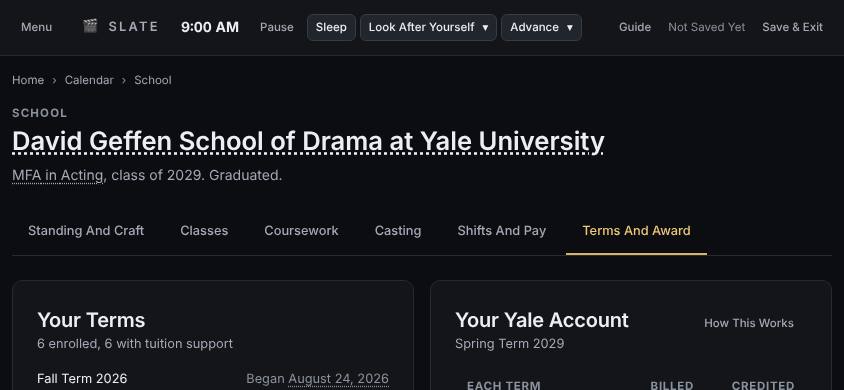 Menu SLATE 9:00 AM Pause Sleep Look After Yourself ▾ Advance ▾ Guide Not Saved Yet Save & Exit
Home › Calendar › School
SCHOOL
David Geffen School of Drama at Yale University
MFA in Acting, class of 2029. Graduated.
Standing And Craft Classes Coursework Casting Shifts And Pay Terms And Award
Your Terms
6 enrolled, 6 with tuition support
Fall Term 2026 Began August 24, 2026
Your Yale Account How This Works
Spring Term 2029
EACH TERM BILLED CREDITED